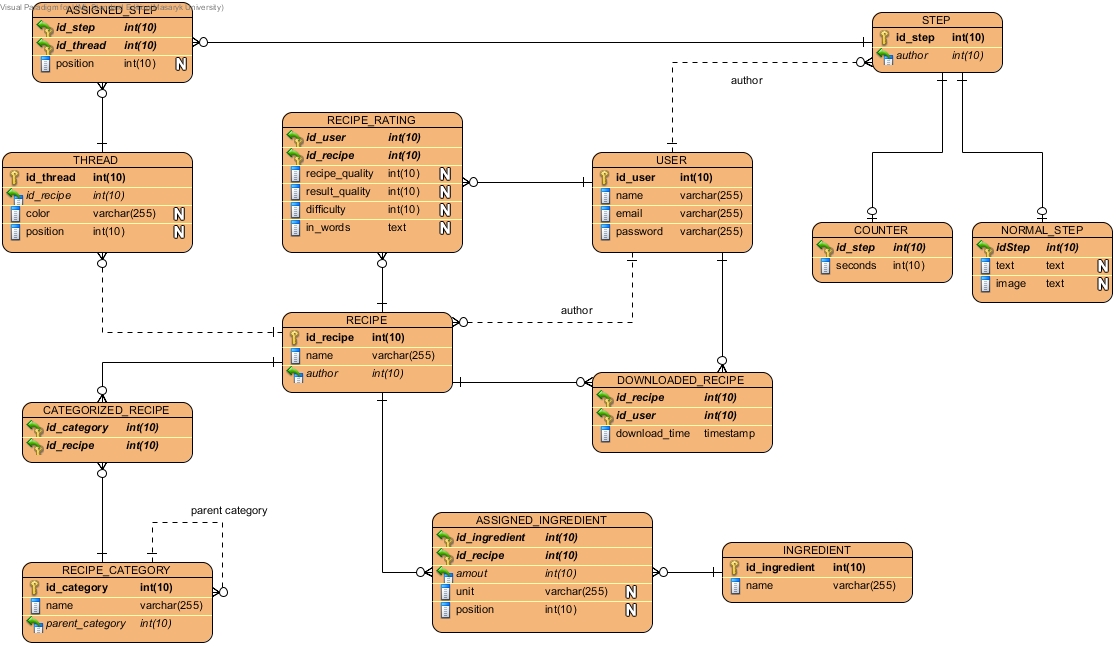 Visual Paradigm for UML Standard Edition(Masaryk University)
ASSIGNED_STEP
id_step int(10)
id_thread int(10)
position int(10) N
STEP
id_step int(10)
author int(10)
author
RECIPE_RATING
id_user int(10)
id_recipe int(10)
recipe_quality int(10) N
result_quality int(10) N
difficulty int(10) N
in_words text N
THREAD
id_thread int(10)
id_recipe int(10)
color varchar(255) N
position int(10) N
USER
id_user int(10)
name varchar(255)
email varchar(255)
password varchar(255)
COUNTER
id_step int(10)
seconds int(10)
NORMAL_STEP
idStep int(10)
text text N
image text N
author
RECIPE
id_recipe int(10)
name varchar(255)
author int(10)
DOWNLOADED_RECIPE
id_recipe int(10)
id_user int(10)
download_time timestamp
CATEGORIZED_RECIPE
id_category int(10)
id_recipe int(10)
parent category
RECIPE_CATEGORY
id_category int(10)
name varchar(255)
parent_category int(10)
ASSIGNED_INGREDIENT
id_ingredient int(10)
id_recipe int(10)
amout int(10)
unit varchar(255) N
position int(10) N
INGREDIENT
id_ingredient int(10)
name varchar(255)